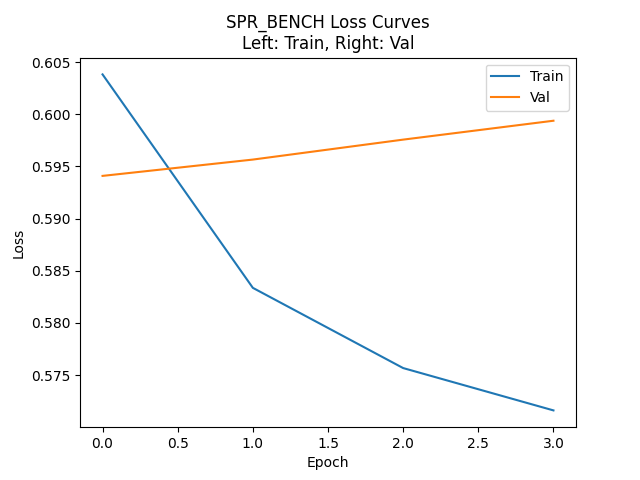 SPR_BENCH Loss Curves
Left: Train, Right: Val
Train
Val
0.605
0.600
0.595
0.590
0.585
0.580
0.575
Loss
0.0 0.5 1.0 1.5 2.0 2.5 3.0
Epoch